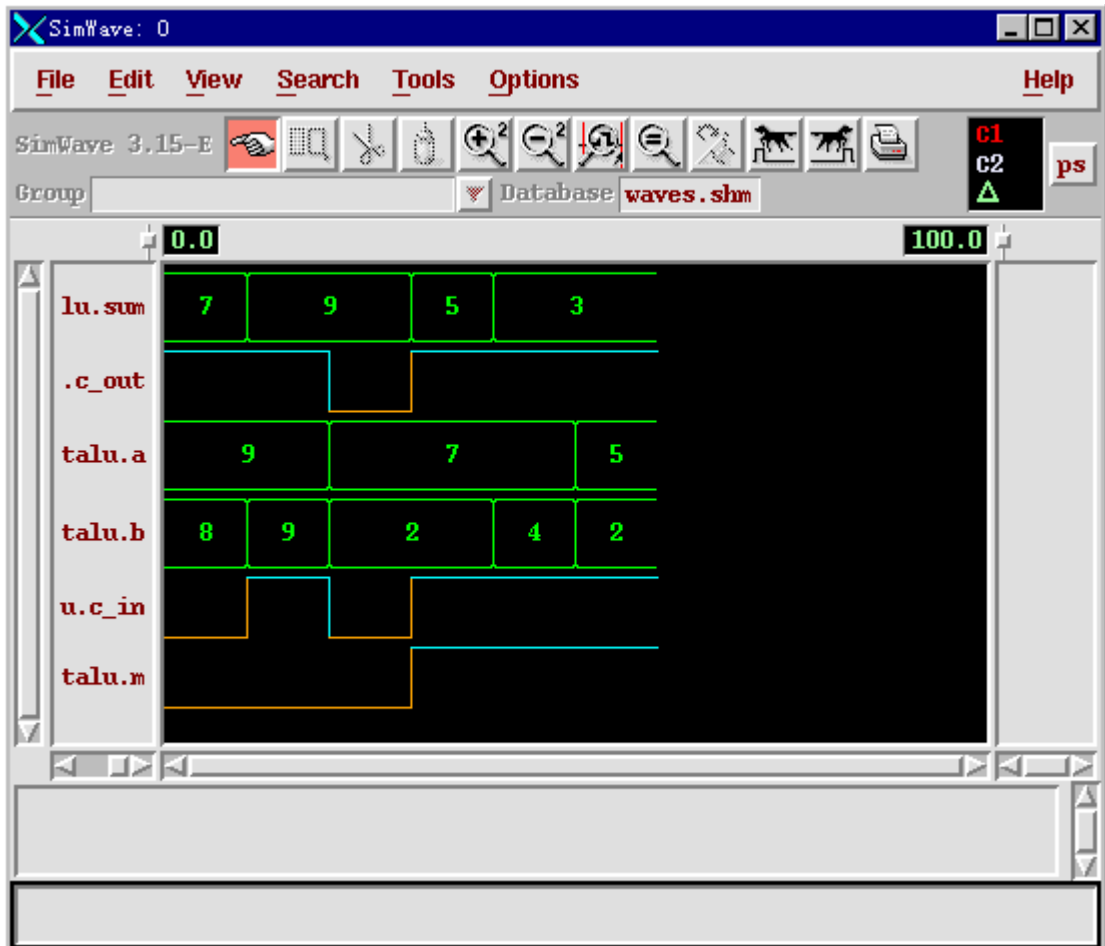 SimWave: 0
File Edit View Search Tools Options Help
SimWave 3.15-E 2 2 C1
C2 ps
Group Database waves.shm Δ
0.0 100.0
lu.sum 7 9 5 3
.c_out
talu.a 9 7 5
talu.b 8 9 2 4 2
u.c_in
talu.m